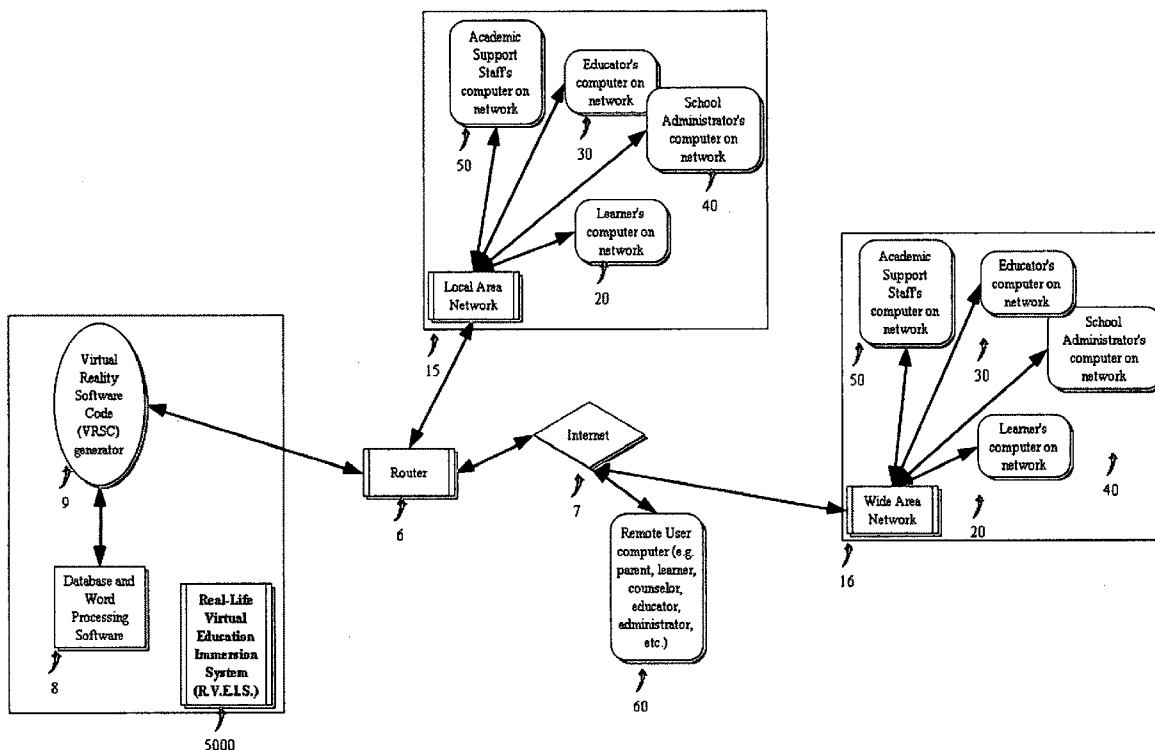 Academic
Support
Staff's
computer on
network
50
Educator's
computer on
network
30
School
Administrator's
computer on
network
40
Learner's
computer on
network
20
Local Area
Network
15
Academic
Support
Staff's
computer on
network
50
Educator's
computer on
network
30
School
Administrator's
computer on
network
40
Learner's
computer on
network
20
Wide Area
Network
16
Virtual
Reality
Software
Code
(VRSC)
generator
9
Database and
Word
Processing
Software
8
Real-Life
Virtual
Education
Immersion
System
(R.V.E.I.S.)
5000
Router
6
Internet
7
Remote User
computer (e.g.
parent, learner,
counselor,
educator,
administrator,
etc.)
60